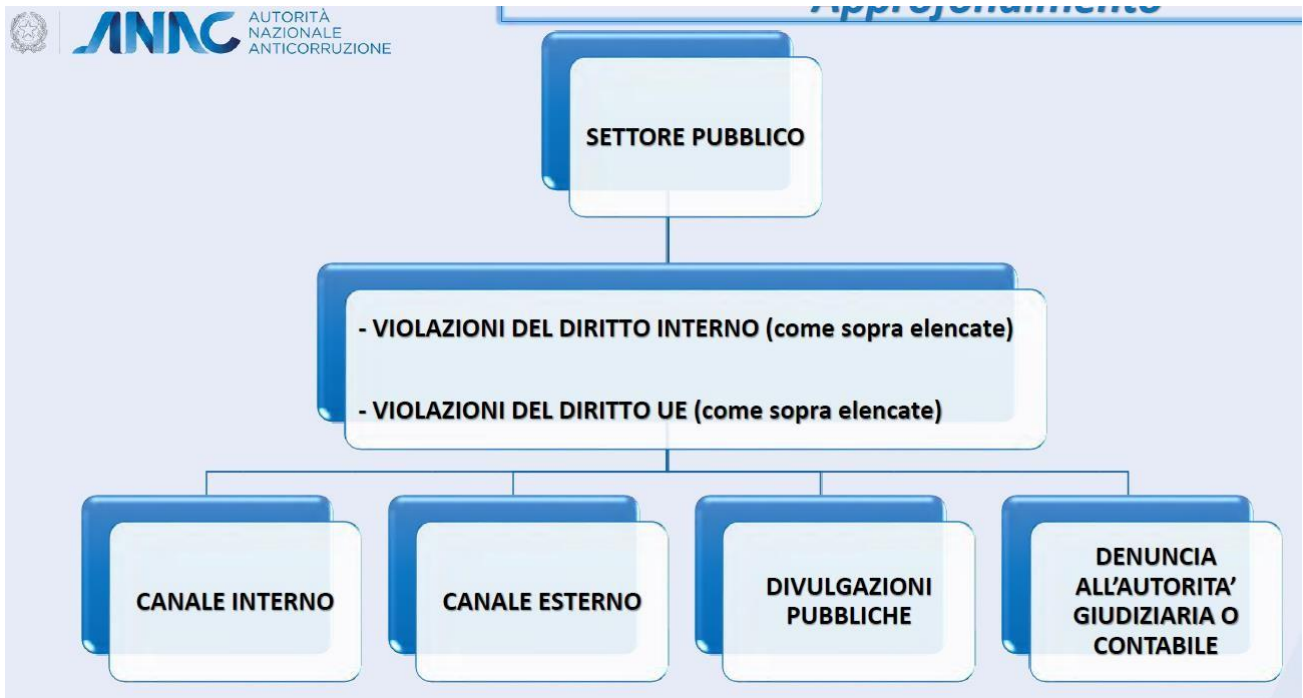 AUTORITÀ
NAZIONALE
ANTICORRUZIONE
ANAC
Approfondimento
SETTORE PUBBLICO
- VIOLAZIONI DEL DIRITTO INTERNO (come sopra elencate)
- VIOLAZIONI DEL DIRITTO UE (come sopra elencate)
CANALE INTERNO
CANALE ESTERNO
DIVULGAZIONI
PUBBLICHE
DENUNCIA
ALL'AUTORITA'
GIUDIZIARIA O
CONTABILE